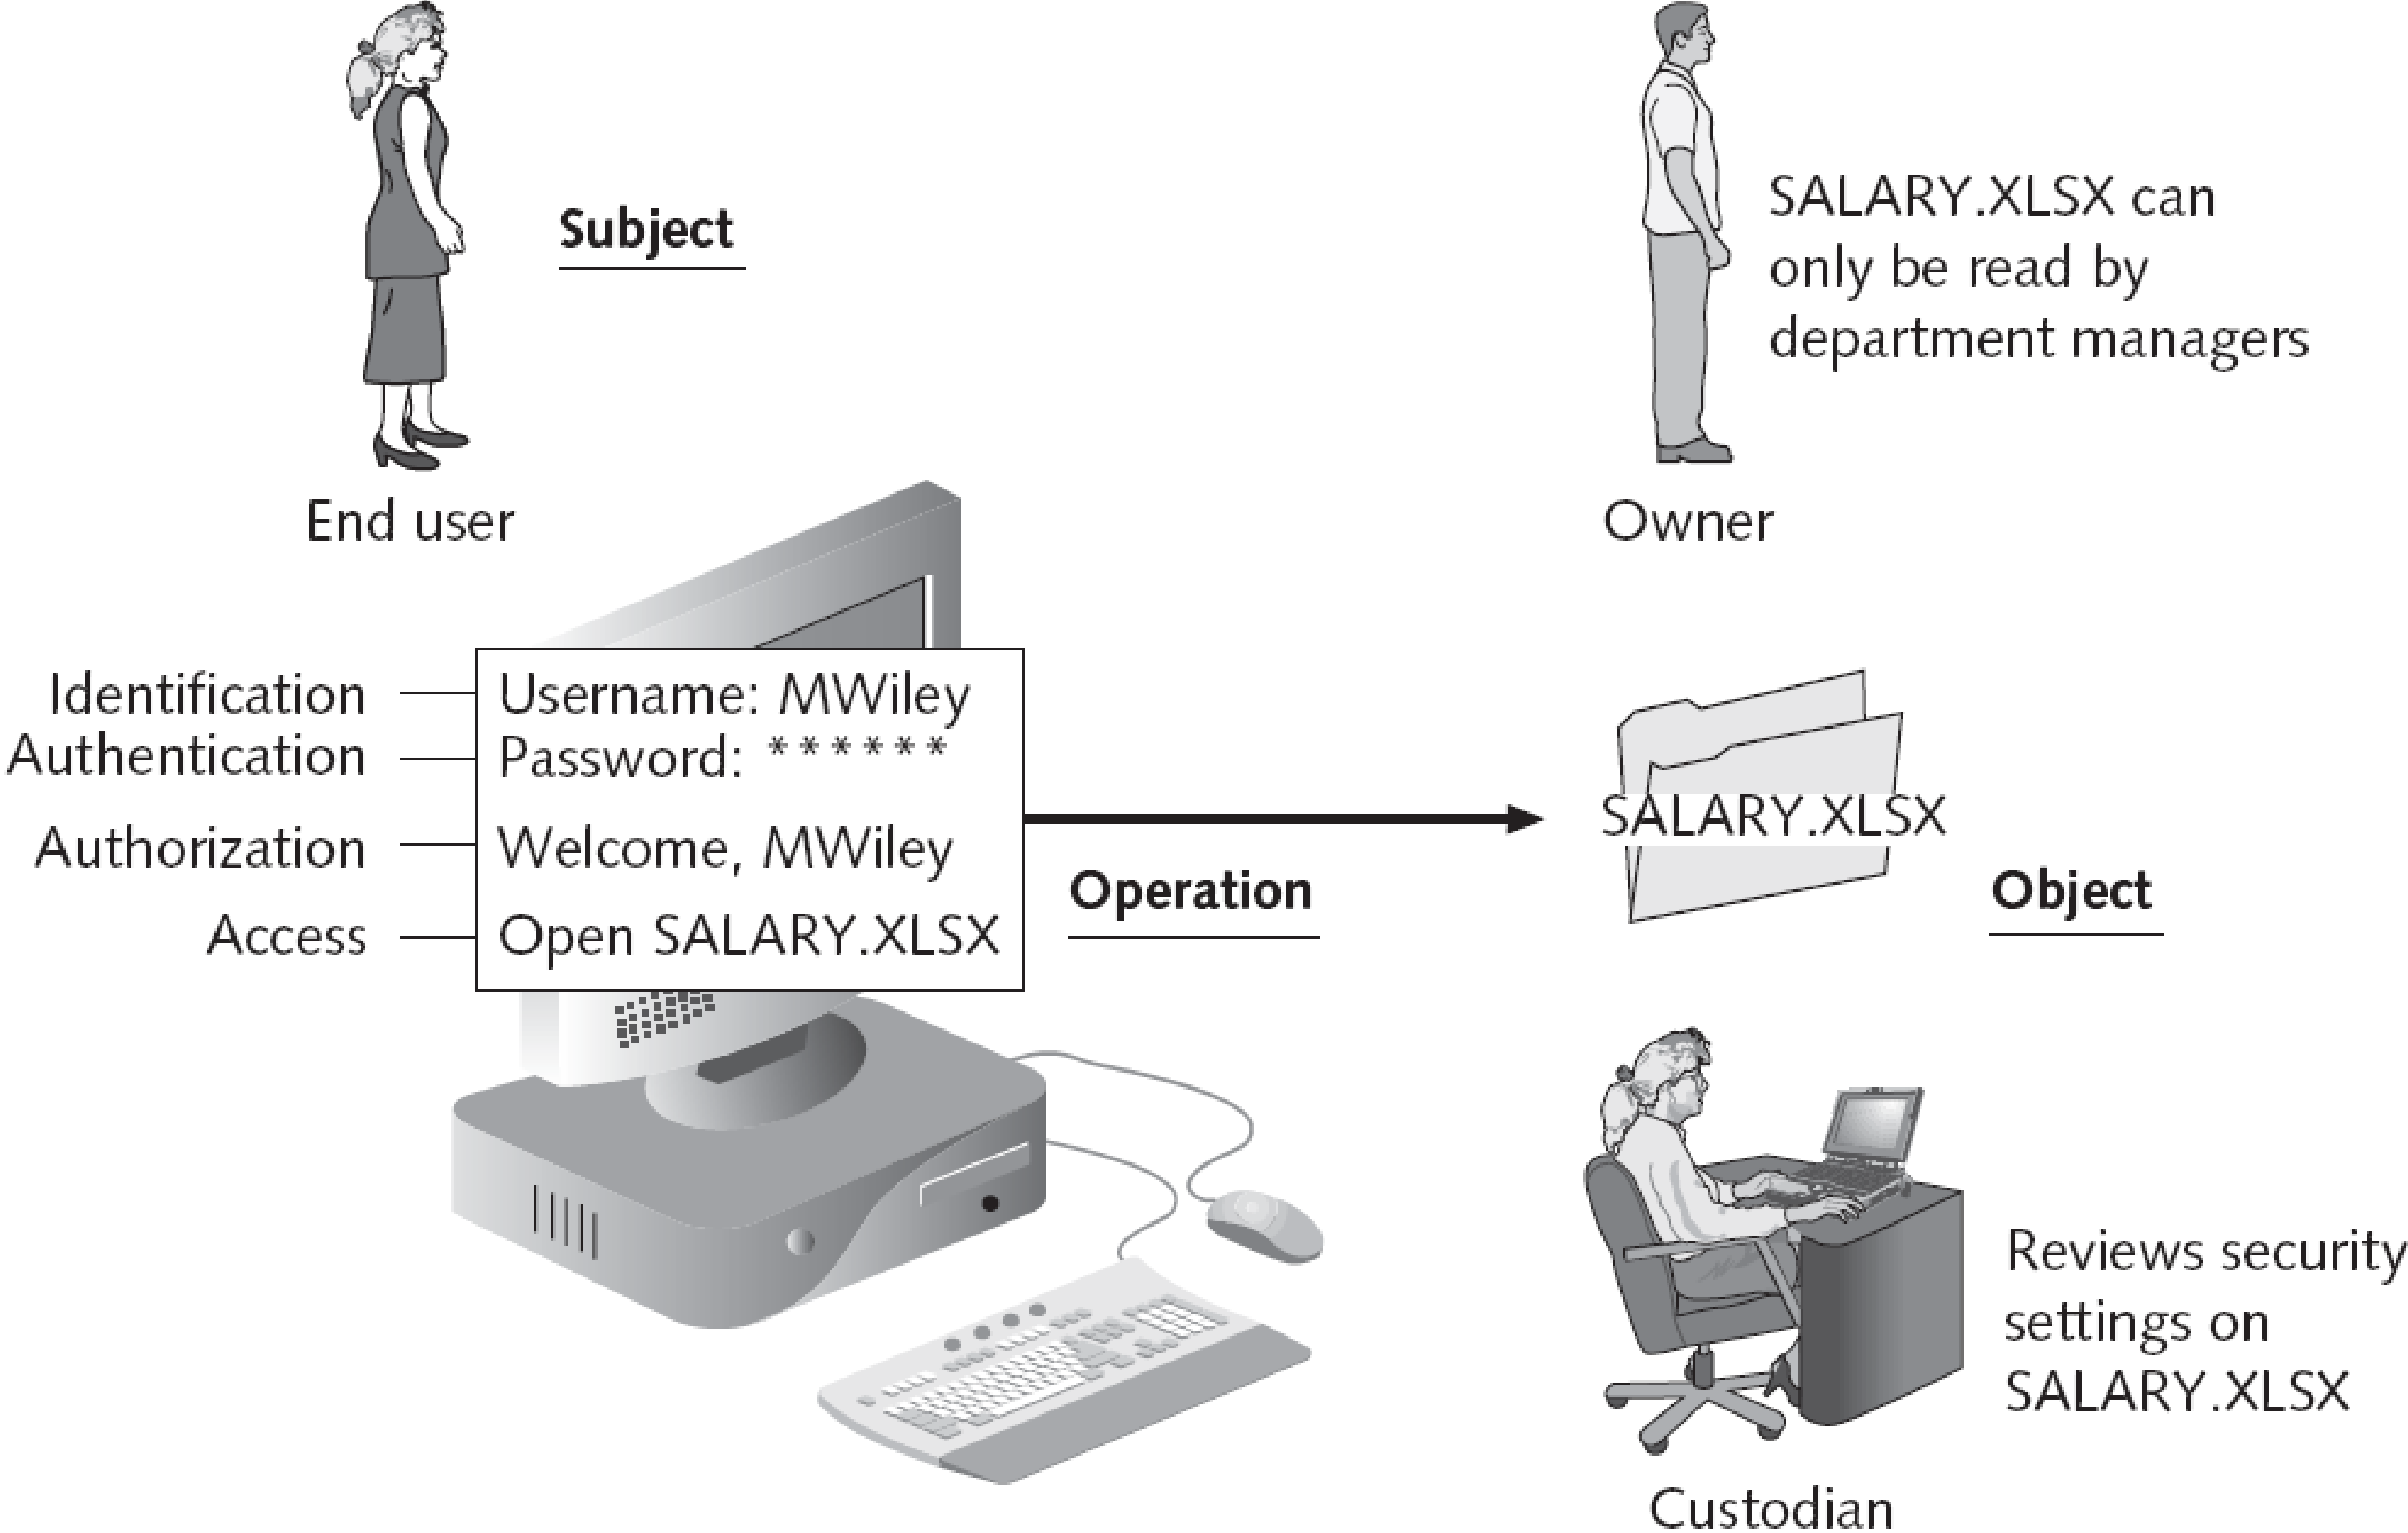 Subject
SALARY.XLSX can
only be read by
department managers
End user
Owner
Identification
Authentication
Authorization
Access
Username: MWiley
Password: ******
Welcome, MWiley
Open SALARY.XLSX
Operation
SALARY.XLSX
Object
Reviews security
settings on
SALARY.XLSX
Custodian